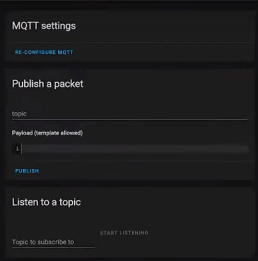 MQTT settings
RE-CONFIGURE MQTT
Publish a packet
topic
Payload (template allowed)
1
PUBLISH
Listen to a topic
START LISTENING
Topic to subscribe to